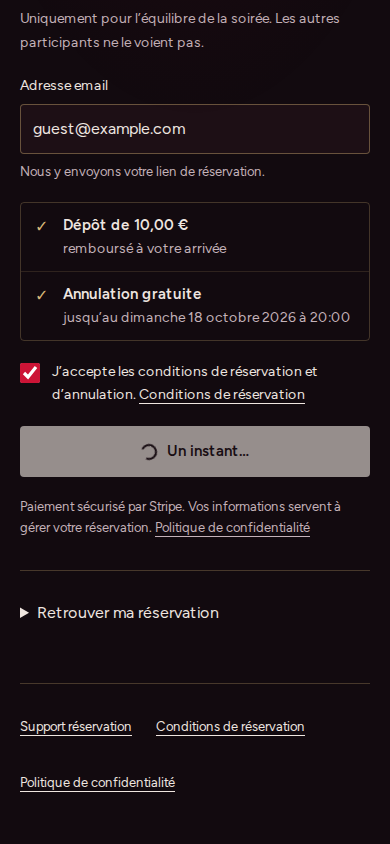 Uniquement pour l’équilibre de la soirée. Les autres
participants ne le voient pas.
Adresse email
guest@example.com
Nous y envoyons votre lien de réservation.
✓ Dépôt de 10,00 €
remboursé à votre arrivée
✓ Annulation gratuite
jusqu’au dimanche 18 octobre 2026 à 20:00
J’accepte les conditions de réservation et
d’annulation. Conditions de réservation
Un instant…
Paiement sécurisé par Stripe. Vos informations servent à
gérer votre réservation. Politique de confidentialité
Retrouver ma réservation
Support réservation Conditions de réservation
Politique de confidentialité